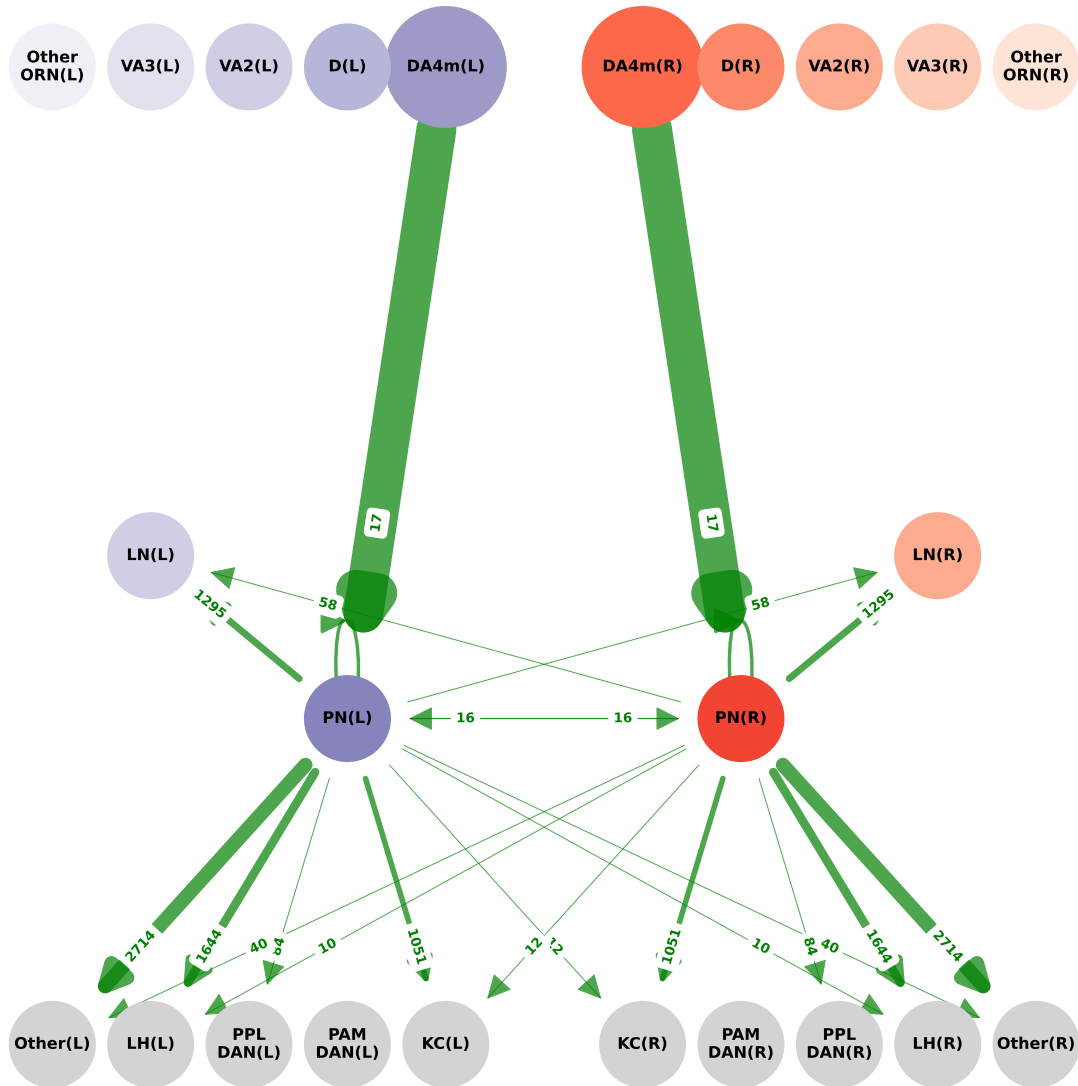 Other
ORN(L)
VA3(L)
VA2(L)
D(L)
DA4m(L)
DA4m(R)
D(R)
VA2(R)
VA3(R)
Other
ORN(R)
17
17
LN(L)
LN(R)
1295
58
58
1295
PN(L)
16
16
PN(R)
2714
1644
40
84
10
1051
12
12
1051
10
84
40
1644
2714
Other(L)
LH(L)
PPL
DAN(L)
PAM
DAN(L)
KC(L)
KC(R)
PAM
DAN(R)
PPL
DAN(R)
LH(R)
Other(R)